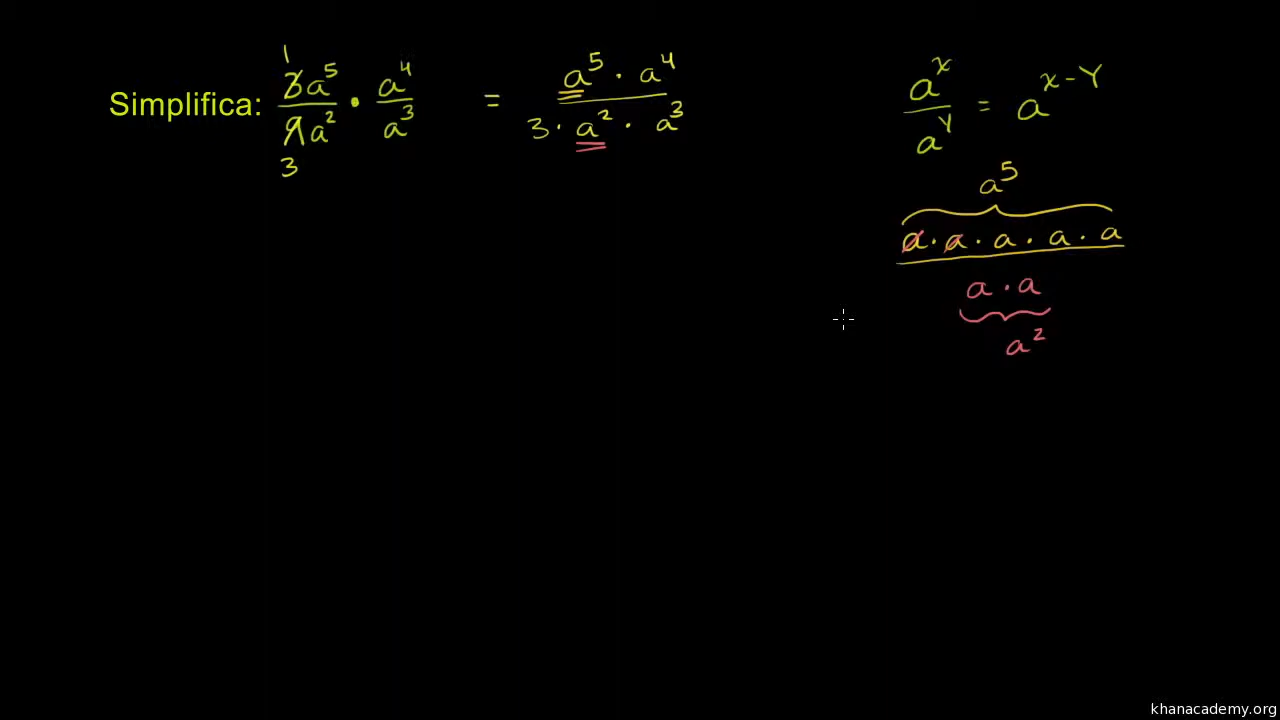 Simplifica: 3a^5/9a^2 • a^4/a^3 = a^5 · a^4 / 3 · a^2 · a^3
1
3
a^x/a^y = a^{x-y}
a^5
a · a · a · a · a
a · a
a^2
khanacademy.org